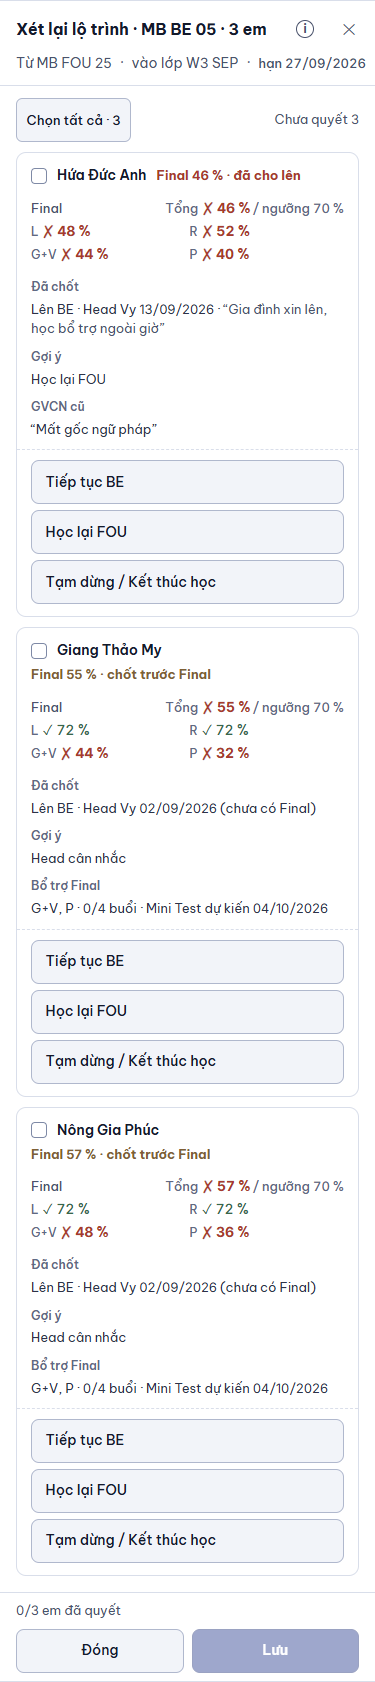 Xét lại lộ trình · MB BE 05 · 3 em
Từ MB FOU 25 · vào lớp W3 SEP · hạn 27/09/2026
Chọn tất cả · 3 Chưa quyết 3
Hứa Đức Anh Final 46 % · đã cho lên
Final Tổng ✗ 46 % / ngưỡng 70 %
L ✗ 48 % R ✗ 52 %
G+V ✗ 44 % P ✗ 40 %
Đã chốt
Lên BE · Head Vy 13/09/2026 · “Gia đình xin lên,
học bổ trợ ngoài giờ”
Gợi ý
Học lại FOU
GVCN cũ
“Mất gốc ngữ pháp”
Tiếp tục BE
Học lại FOU
Tạm dừng / Kết thúc học
Giang Thảo My
Final 55 % · chốt trước Final
Final Tổng ✗ 55 % / ngưỡng 70 %
L ✓ 72 % R ✓ 72 %
G+V ✗ 44 % P ✗ 32 %
Đã chốt
Lên BE · Head Vy 02/09/2026 (chưa có Final)
Gợi ý
Head cân nhắc
Bổ trợ Final
G+V, P · 0/4 buổi · Mini Test dự kiến 04/10/2026
Tiếp tục BE
Học lại FOU
Tạm dừng / Kết thúc học
Nông Gia Phúc
Final 57 % · chốt trước Final
Final Tổng ✗ 57 % / ngưỡng 70 %
L ✓ 72 % R ✓ 72 %
G+V ✗ 48 % P ✗ 36 %
Đã chốt
Lên BE · Head Vy 02/09/2026 (chưa có Final)
Gợi ý
Head cân nhắc
Bổ trợ Final
G+V, P · 0/4 buổi · Mini Test dự kiến 04/10/2026
Tiếp tục BE
Học lại FOU
Tạm dừng / Kết thúc học
0/3 em đã quyết
Đóng Lưu